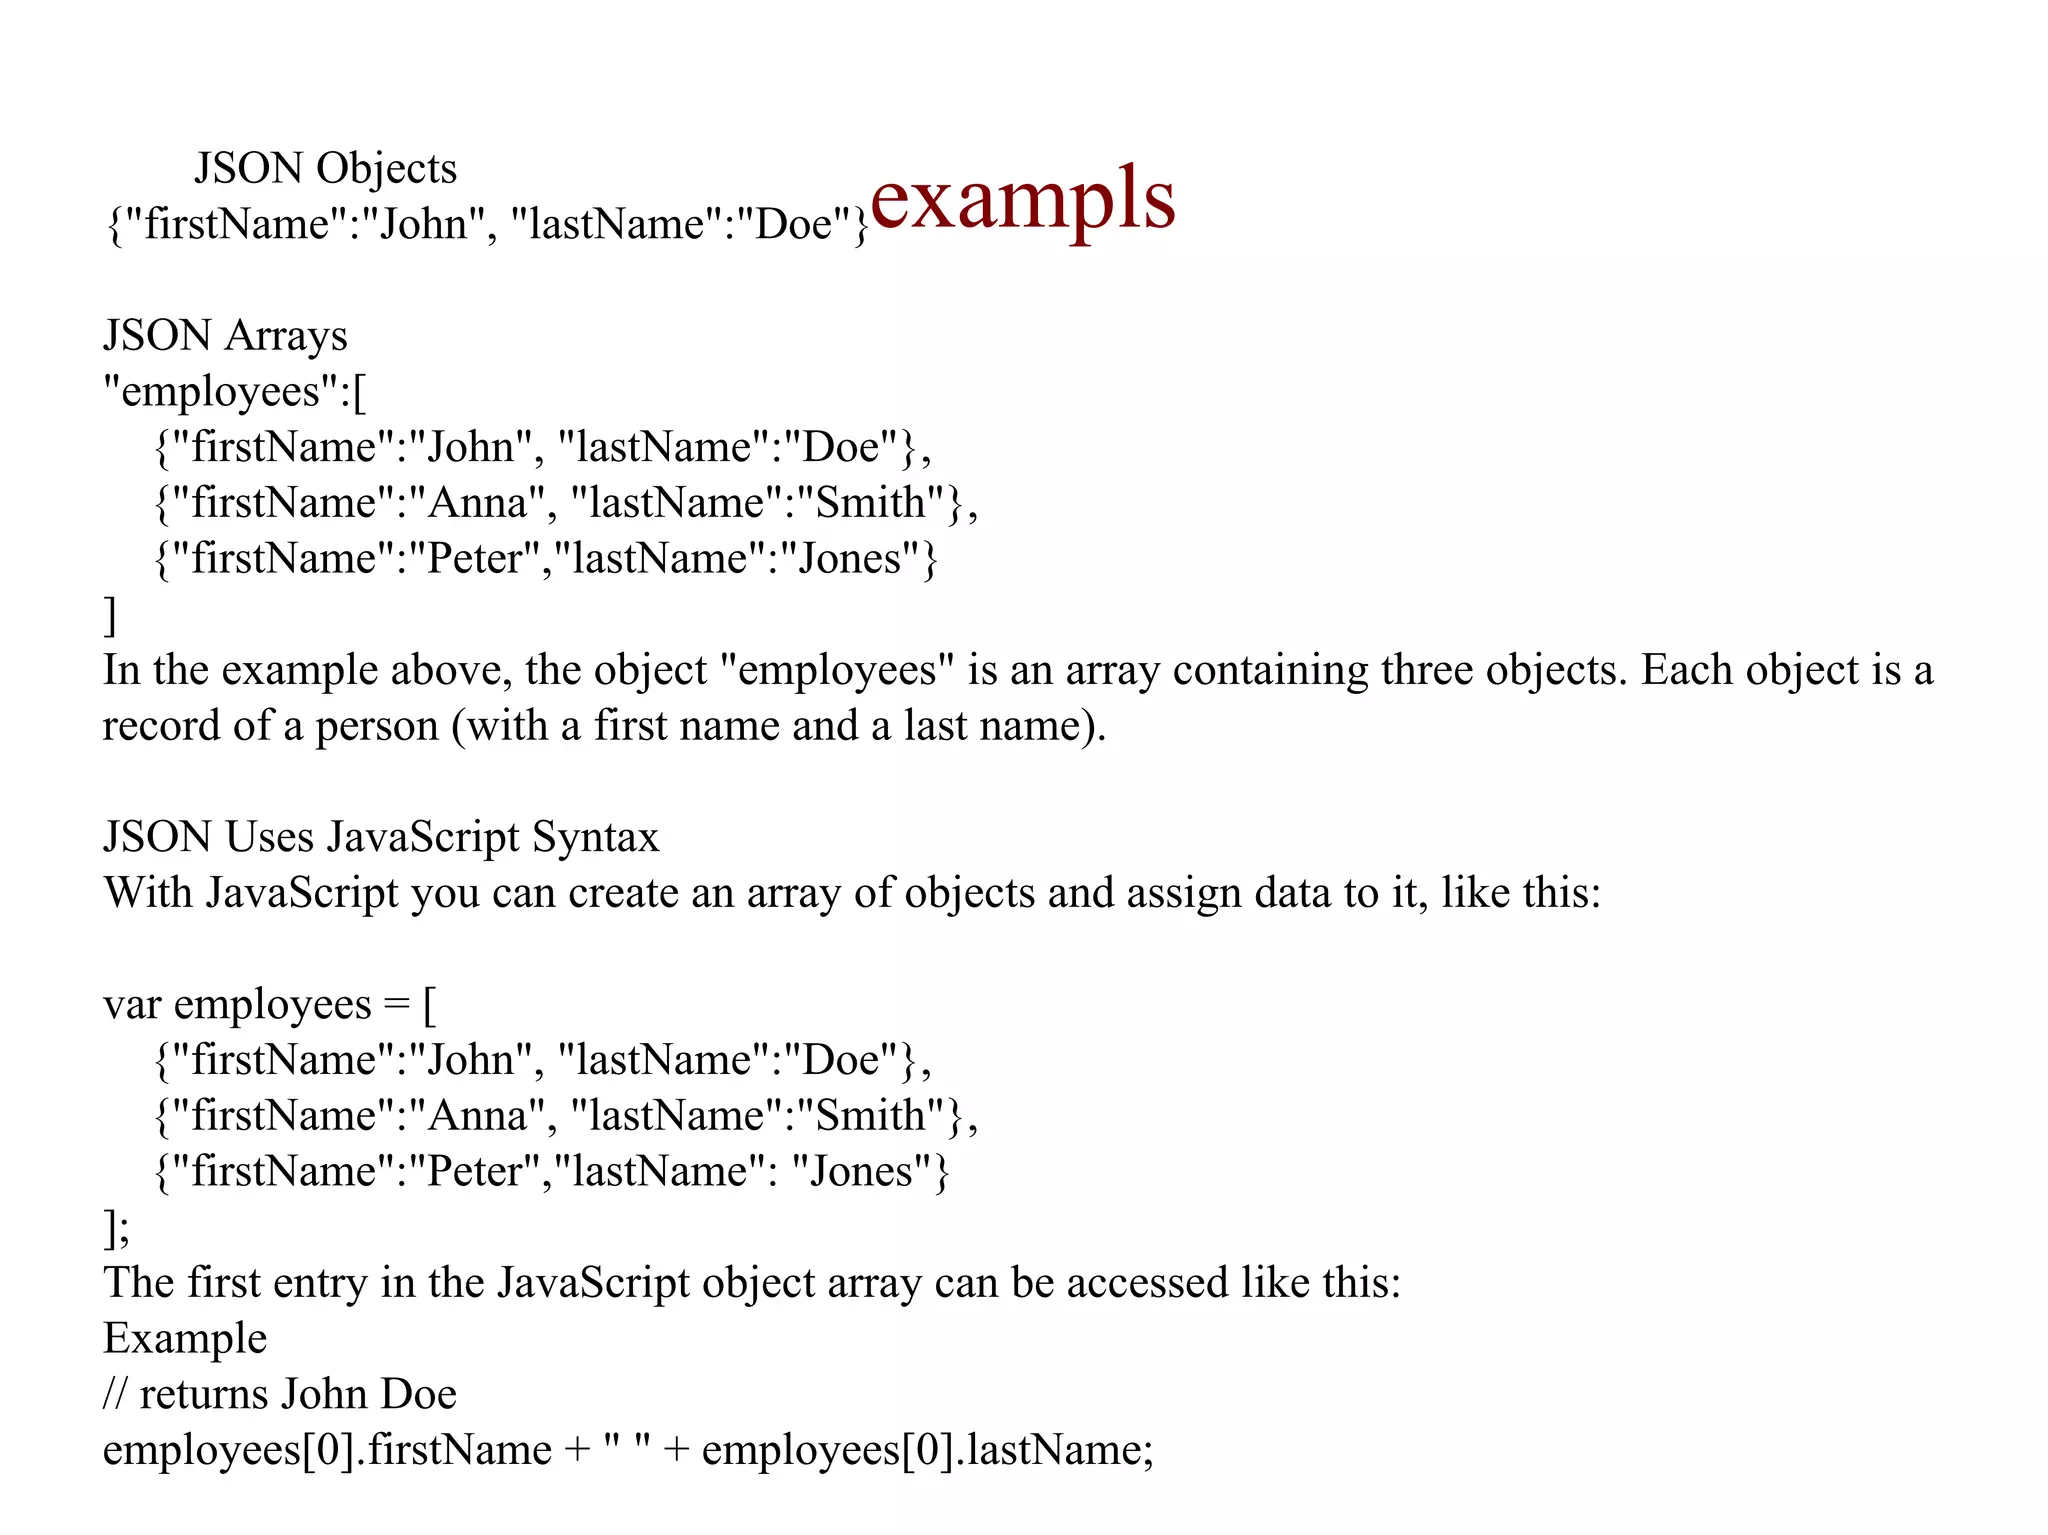 exampls
JSON Objects
{"firstName":"John", "lastName":"Doe"}
JSON Arrays
"employees":[
{"firstName":"John", "lastName":"Doe"},
{"firstName":"Anna", "lastName":"Smith"},
{"firstName":"Peter","lastName":"Jones"}
]
In the example above, the object "employees" is an array containing three objects. Each object is a
record of a person (with a first name and a last name).
JSON Uses JavaScript Syntax
With JavaScript you can create an array of objects and assign data to it, like this:
var employees = [
{"firstName":"John", "lastName":"Doe"},
{"firstName":"Anna", "lastName":"Smith"},
{"firstName":"Peter","lastName": "Jones"}
];
The first entry in the JavaScript object array can be accessed like this:
Example
// returns John Doe
employees[0].firstName + " " + employees[0].lastName;